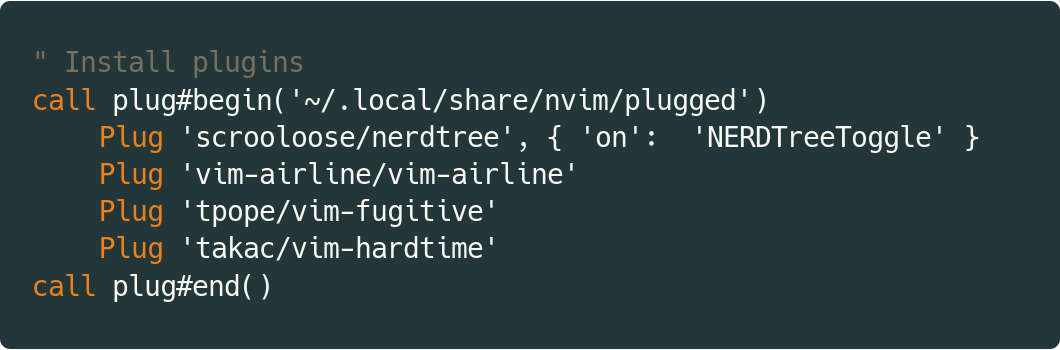 " Install plugins
call plug#begin('~/.local/share/nvim/plugged')
    Plug 'scrooloose/nerdtree', { 'on':  'NERDTreeToggle' }
    Plug 'vim-airline/vim-airline'
    Plug 'tpope/vim-fugitive'
    Plug 'takac/vim-hardtime'
call plug#end()